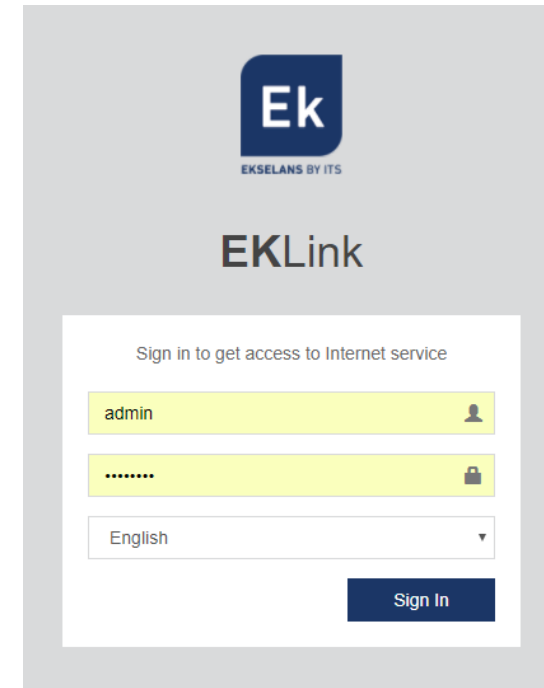 Ek
EKSELANS BY ITS
EKLink
Sign in to get access to Internet service
admin
••••••••
English
Sign In